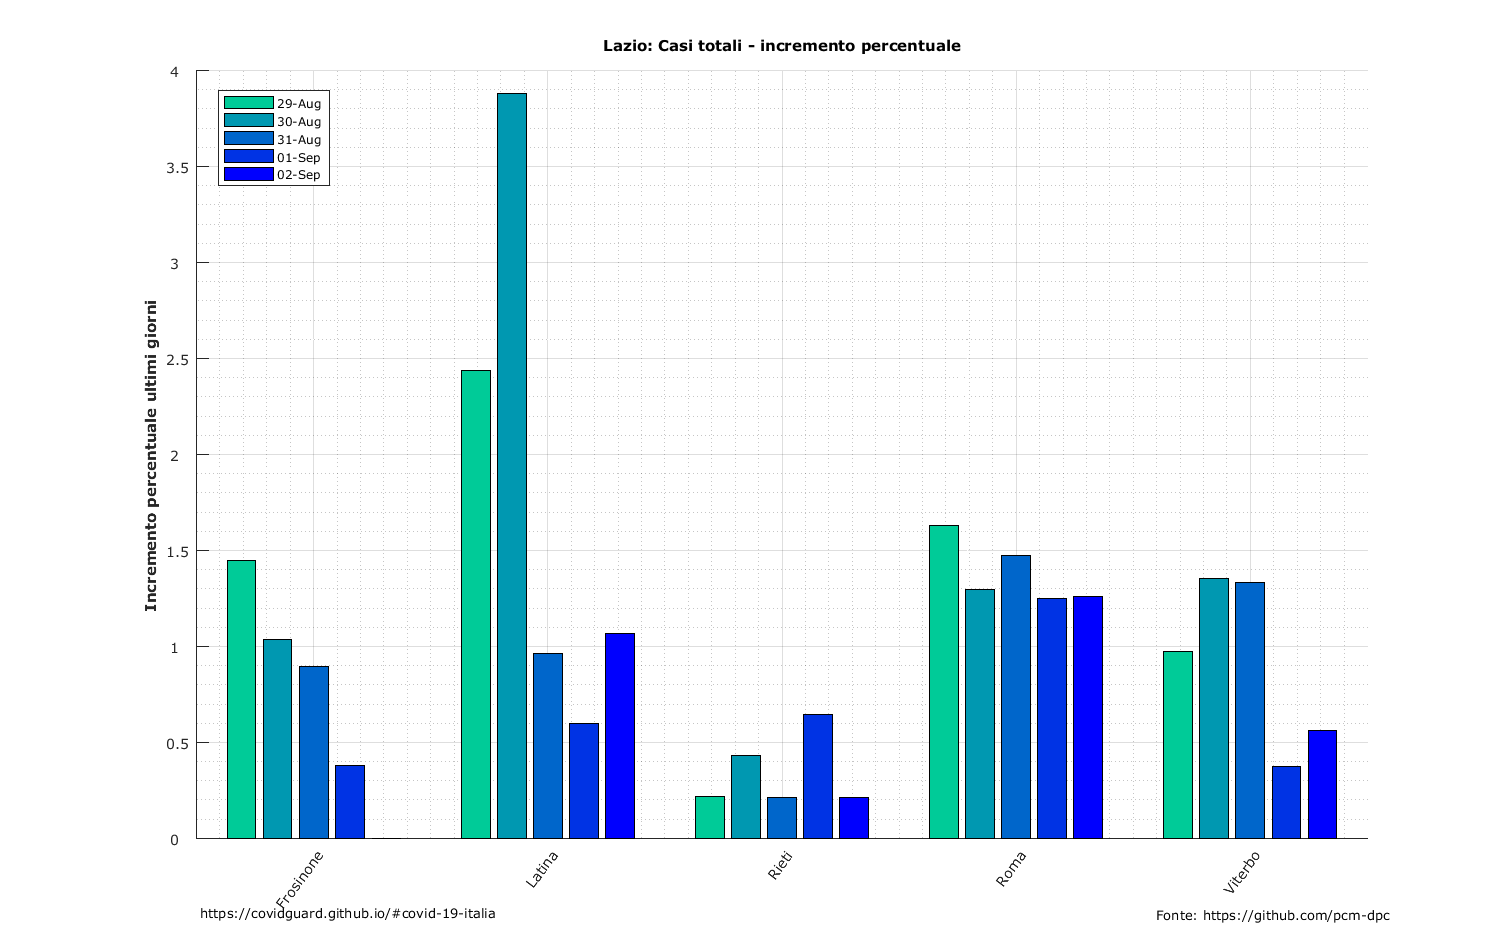 Lazio: Casi totali - incremento percentuale
4
3.5
3
2.5
2
1.5
1
0.5
0
Incremento percentuale ultimi giorni
29-Aug
30-Aug
31-Aug
01-Sep
02-Sep
Frosinone
Latina
Rieti
Roma
Viterbo
https://covidguard.github.io/#covid-19-italia
Fonte: https://github.com/pcm-dpc